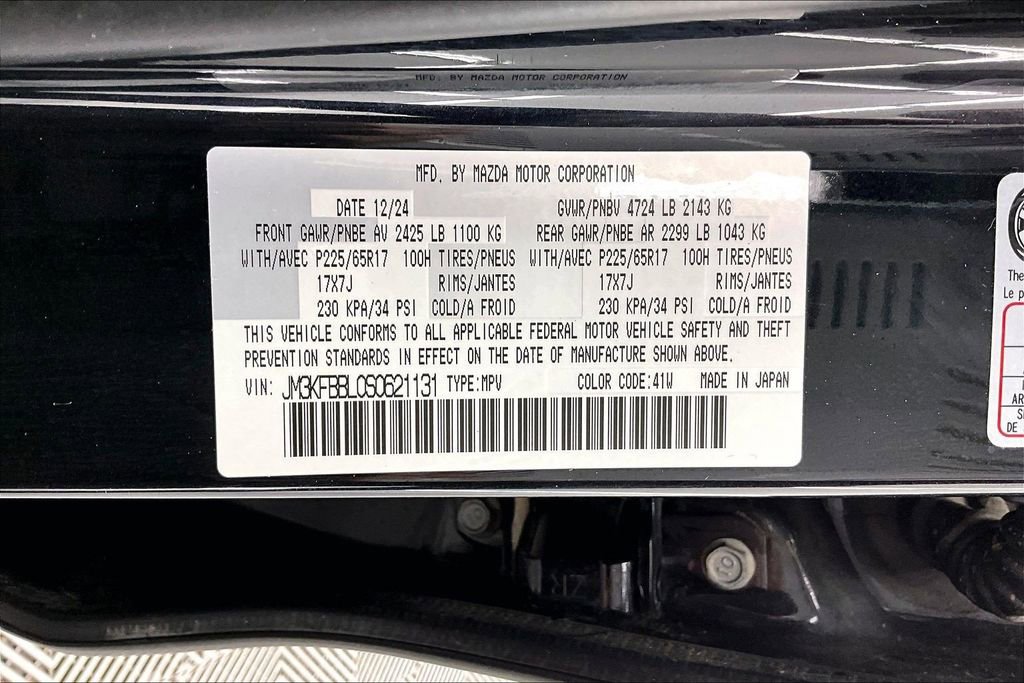 MFD. BY MAZDA MOTOR CORPORATION
MFD. BY MAZDA MOTOR CORPORATION
DATE 12/24 GVWR/PNBV 4724 LB 2143 KG
FRONT GAWR/PNBE AV 2425 LB 1100 KG REAR GAWR/PNBE AR 2299 LB 1043 KG
WITH/AVEC P225/65R17 100H TIRES/PNEUS WITH/AVEC P225/65R17 100H TIRES/PNEUS
17X7J RIMS/JANTES 17X7J RIMS/JANTES
230 KPA/34 PSI COLD/A FROID 230 KPA/34 PSI COLD/A FROID
THIS VEHICLE CONFORMS TO ALL APPLICABLE FEDERAL MOTOR VEHICLE SAFETY AND THEFT
PREVENTION STANDARDS IN EFFECT ON THE DATE OF MANUFACTURE SHOWN ABOVE.
VIN: JM3KFBBL0S0621131 TYPE:MPV COLOR CODE:41W MADE IN JAPAN
The
Le p
AR
S
DE
10